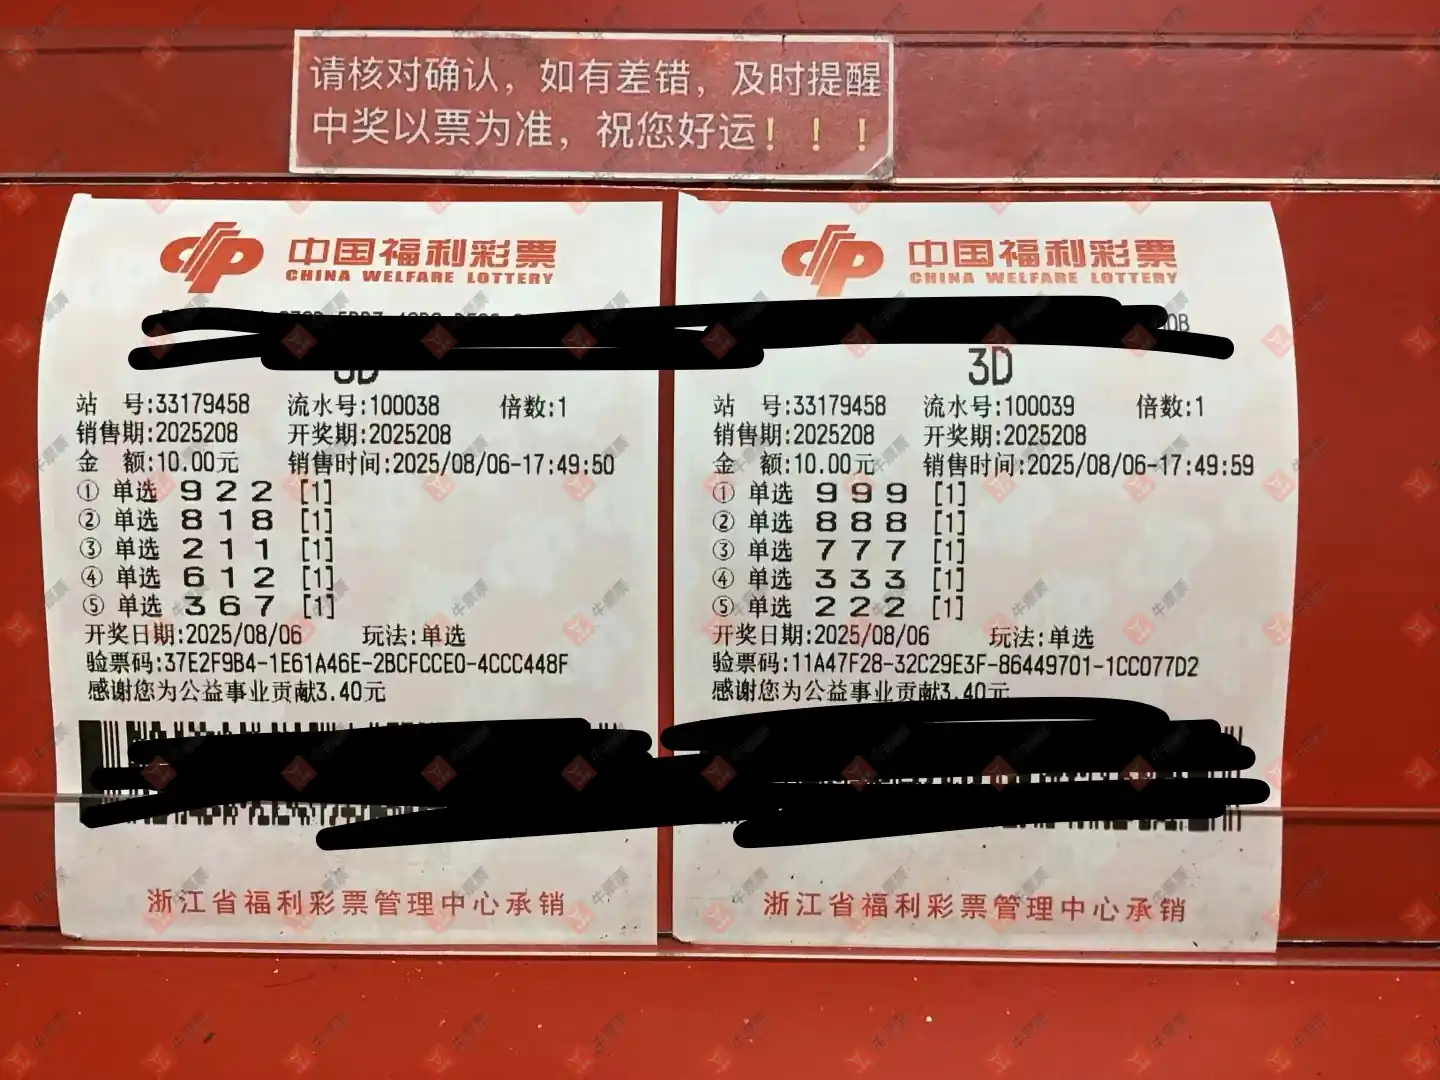 请核对确认，如有差错，及时提醒
中奖以票为准，祝您好运！！！
中国福利彩票
CHINA WELFARE LOTTERY
3D
站 号:33179458 流水号:100038 倍数:1
销售期:2025208 开奖期:2025208
金 额:10.00元 销售时间:2025/08/06-17:49:50
① 单选 9 2 2 [1]
② 单选 8 1 8 [1]
③ 单选 2 1 1 [1]
④ 单选 6 1 2 [1]
⑤ 单选 3 6 7 [1]
开奖日期:2025/08/06 玩法:单选
验票码:37E2F9B4-1E61A46E-2BCFCCE0-4CCC448F
感谢您为公益事业贡献3.40元
浙江省福利彩票管理中心承销
中国福利彩票
CHINA WELFARE LOTTERY
3D
站 号:33179458 流水号:100039 倍数:1
销售期:2025208 开奖期:2025208
金 额:10.00元 销售时间:2025/08/06-17:49:59
① 单选 9 9 9 [1]
② 单选 8 8 8 [1]
③ 单选 7 7 7 [1]
④ 单选 3 3 3 [1]
⑤ 单选 2 2 2 [1]
开奖日期:2025/08/06 玩法:单选
验票码:11A47F28-32C29E3F-86449701-1CC077D2
感谢您为公益事业贡献3.40元
浙江省福利彩票管理中心承销